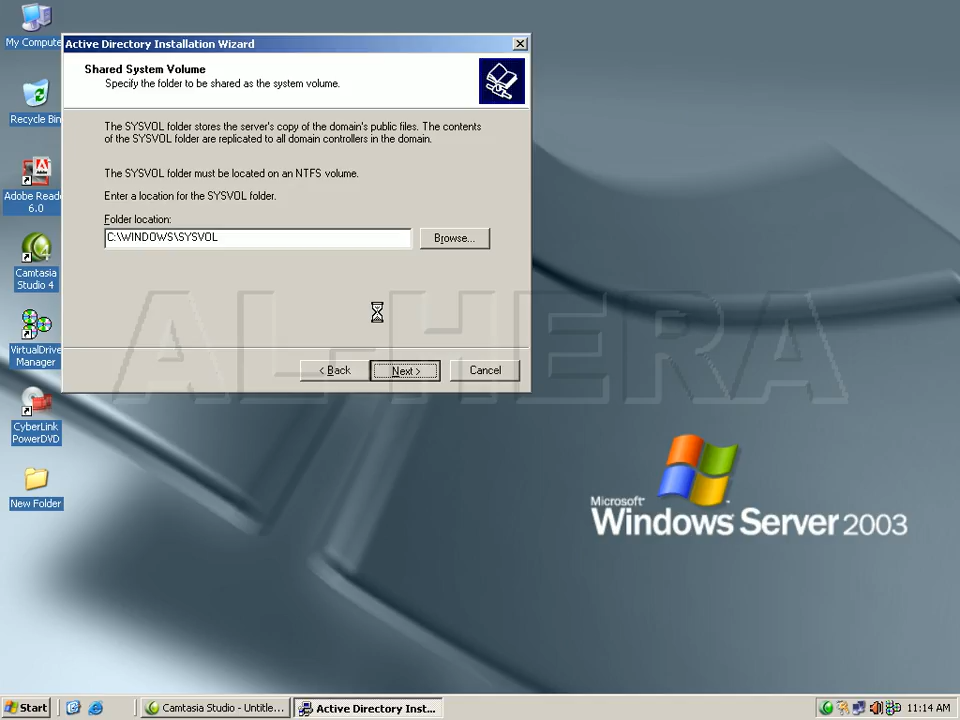 My Compute
Recycle Bin
Adobe Read
6.0
Camtasia
Studio 4
VirtualDrive
Manager
CyberLink
PowerDVD
New Folder
Active Directory Installation Wizard
Shared System Volume
Specify the folder to be shared as the system volume.
The SYSVOL folder stores the server's copy of the domain's public files. The contents
of the SYSVOL folder are replicated to all domain controllers in the domain.
The SYSVOL folder must be located on an NTFS volume.
Enter a location for the SYSVOL folder.
Folder location:
C:\WINDOWS\SYSVOL
Browse...
< Back
Next >
Cancel
AL-HERA
Microsoft
Windows Server 2003
Start
Camtasia Studio - Untitle...
Active Directory Inst...
11:14 AM